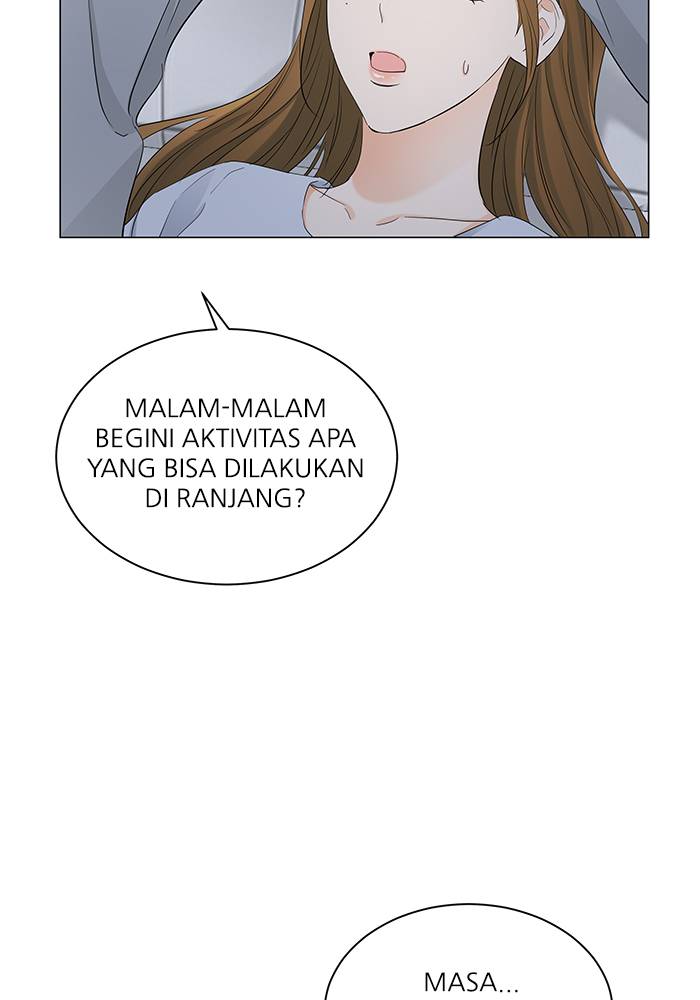 MALAM-MALAM
BEGINI AKTIVITAS APA
YANG BISA DILAKUKAN
DI RANJANG?
MASA...